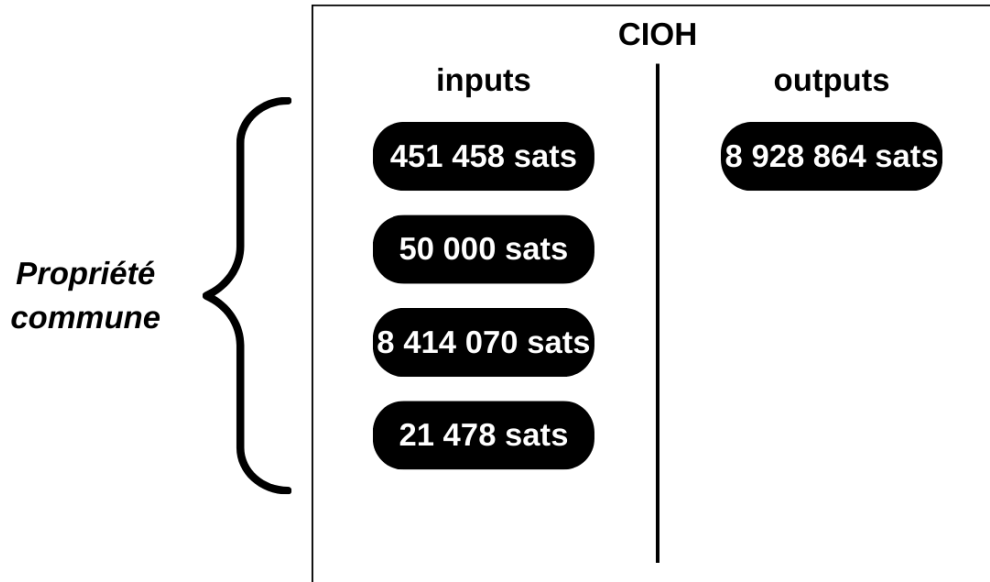 CIOH
inputs
outputs
451 458 sats
8 928 864 sats
50 000 sats
Propriété
commune
8 414 070 sats
21 478 sats